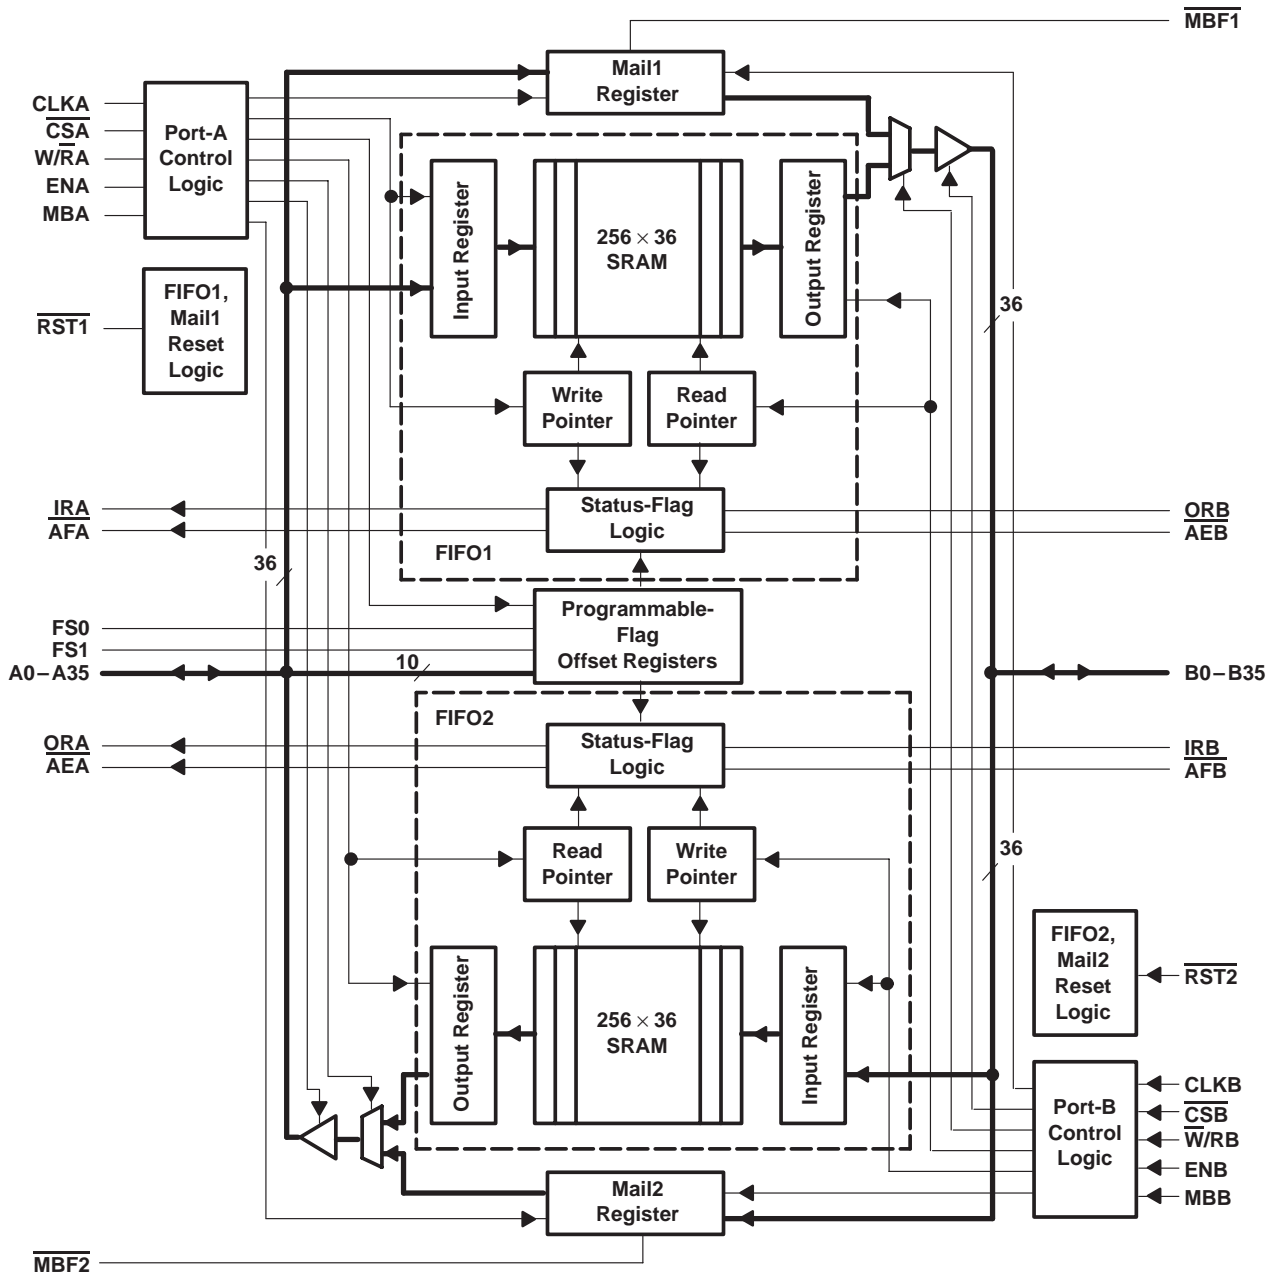 MBF1
Mail1
Register
CLKA
CSA
W/RA
ENA
MBA
Port-A
Control
Logic
Input Register
256 × 36
SRAM
Output Register
RST1
FIFO1,
Mail1
Reset
Logic
36
Write
Pointer
Read
Pointer
IRA
AFA
Status-Flag
Logic
ORB
AEB
FIFO1
36
FS0
FS1
A0–A35
10
Programmable-
Flag
Offset Registers
B0–B35
FIFO2
ORA
AEA
Status-Flag
Logic
IRB
AFB
Read
Pointer
Write
Pointer
36
Output Register
256 × 36
SRAM
Input Register
FIFO2,
Mail2
Reset
Logic
RST2
Port-B
Control
Logic
CLKB
CSB
W/RB
ENB
MBB
Mail2
Register
MBF2